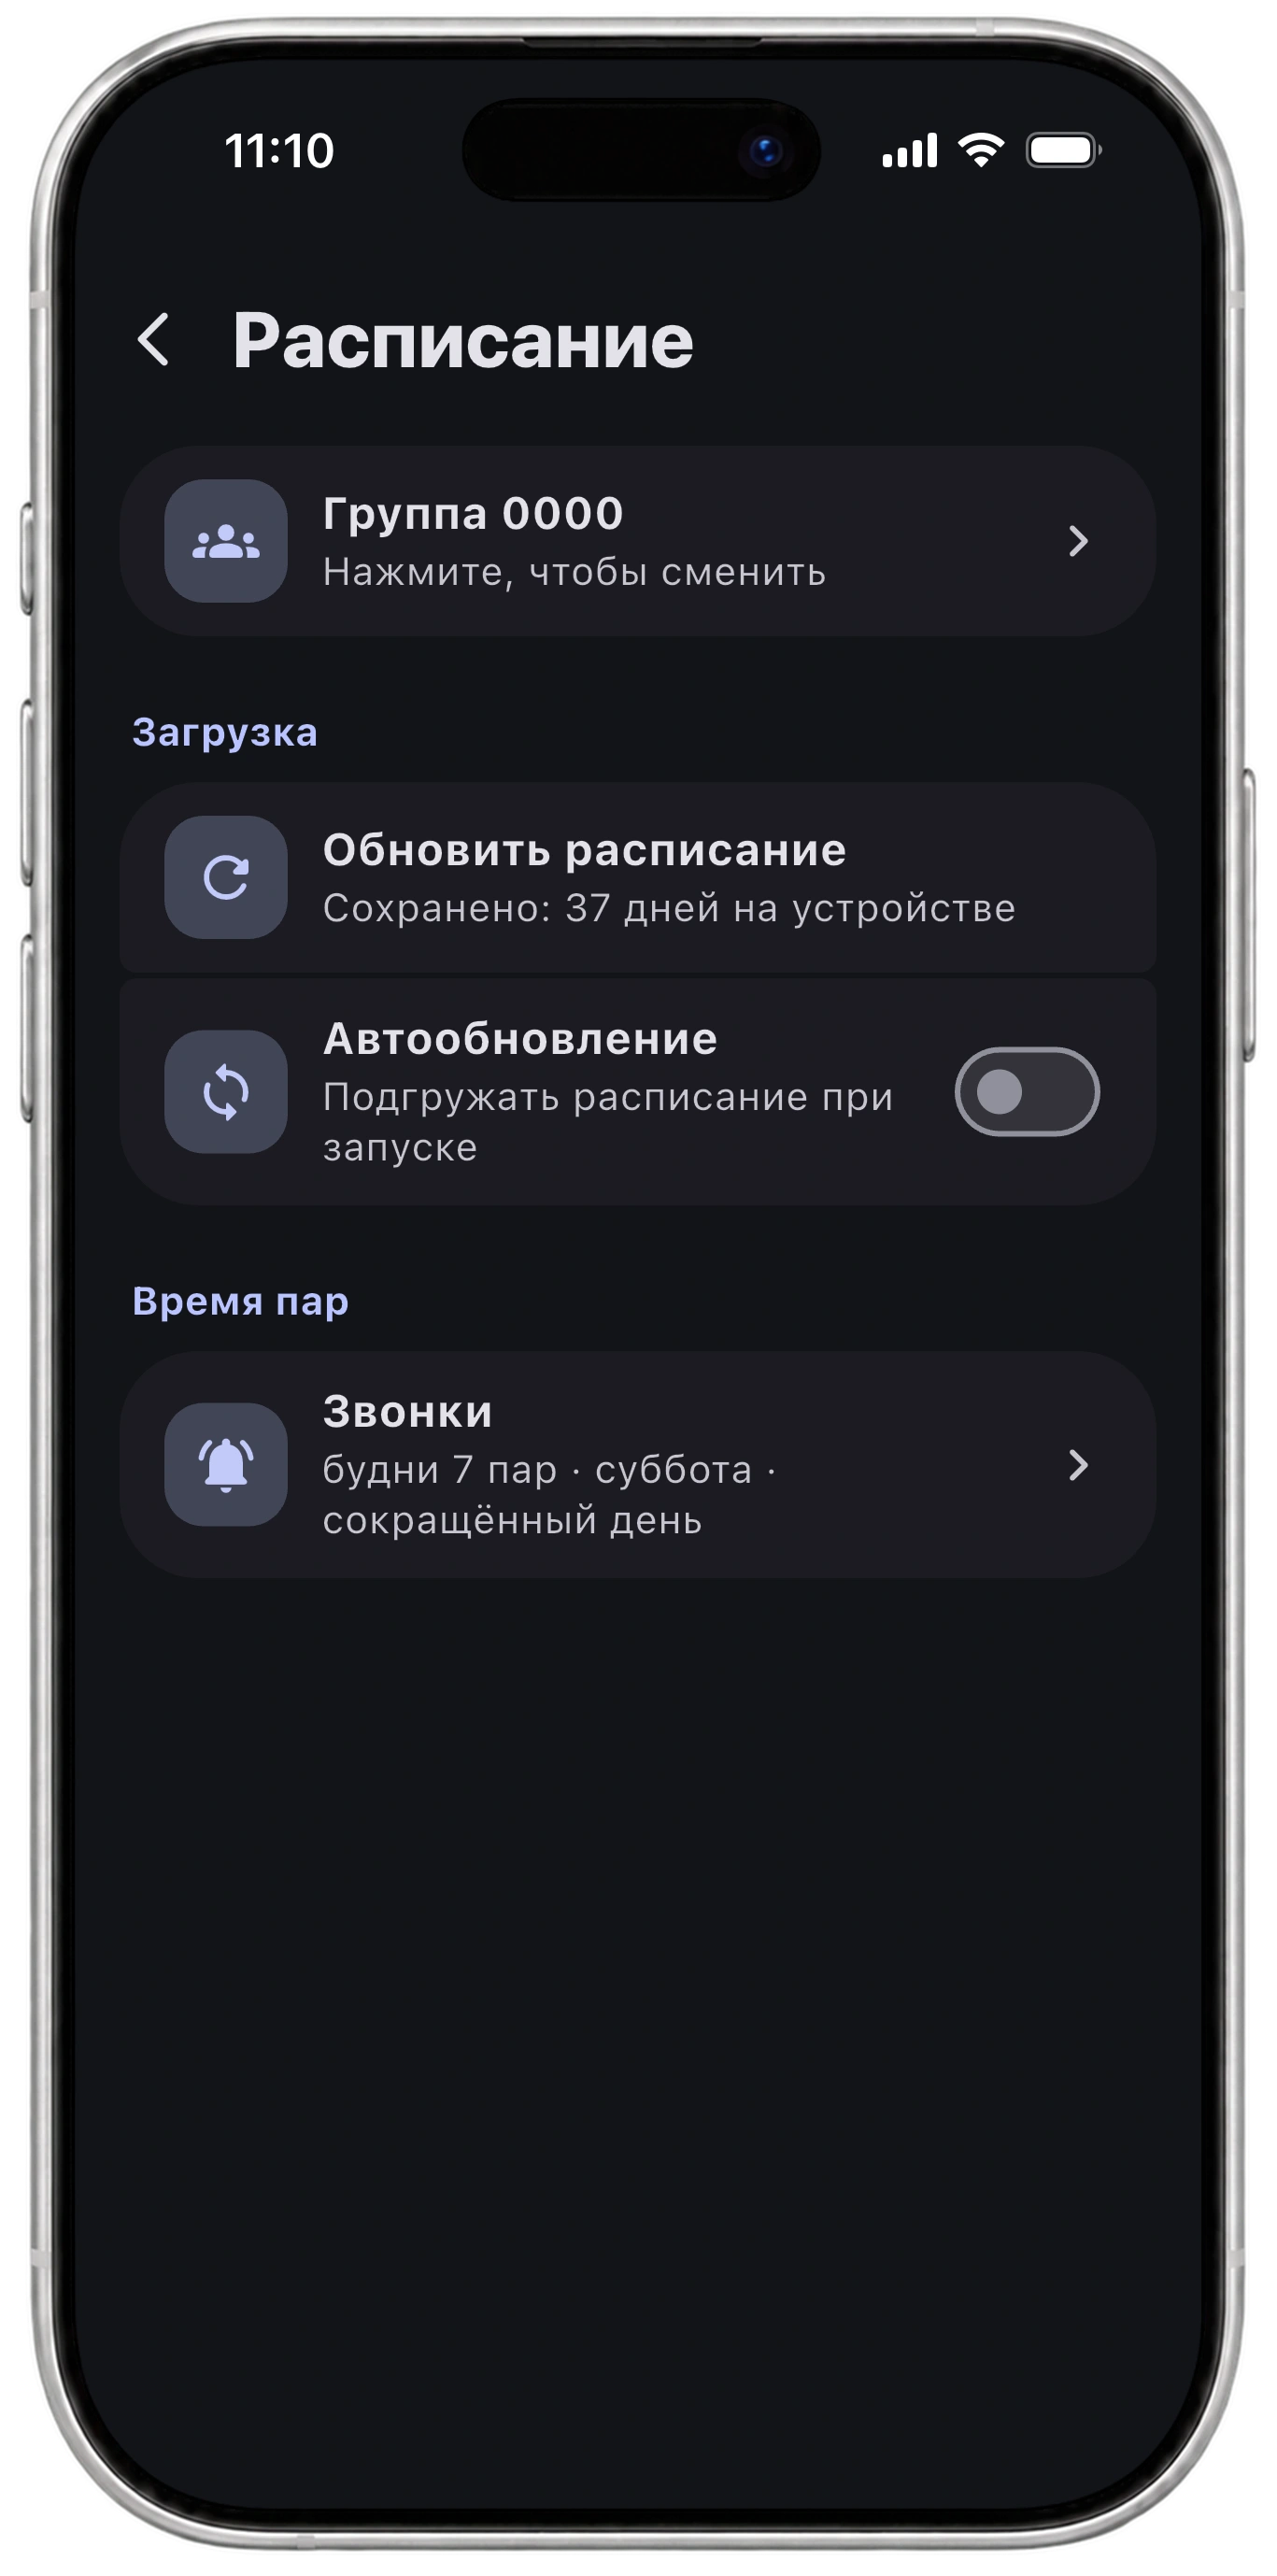 11:10
Расписание
Группа 0000
Нажмите, чтобы сменить
Загрузка
Обновить расписание
Сохранено: 37 дней на устройстве
Автообновление
Подгружать расписание при
запуске
Время пар
Звонки
будни 7 пар · суббота ·
сокращённый день